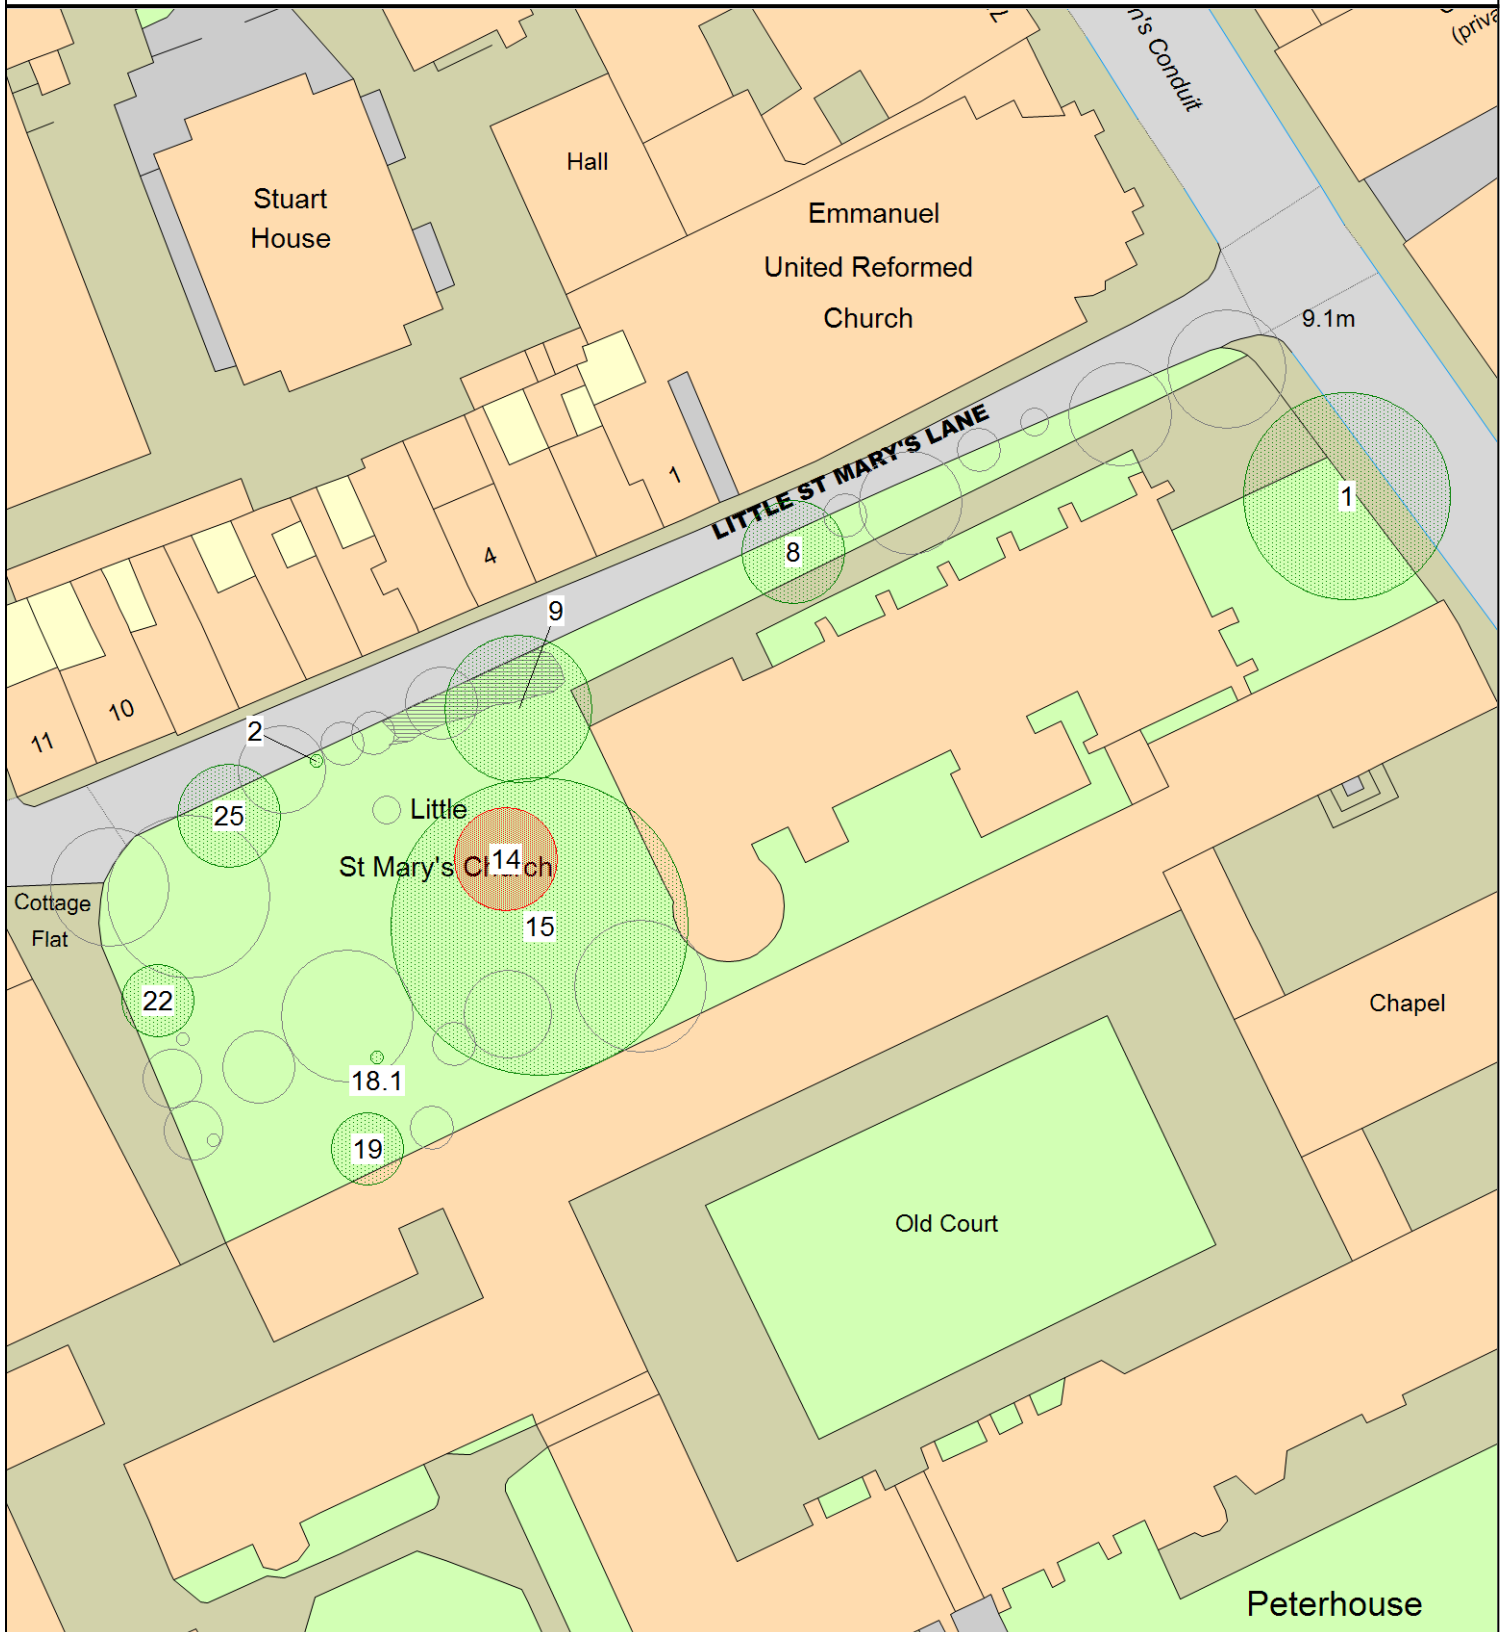 n's Conduit
(priva
Hall
Stuart
House
Emmanuel
United Reformed
Church
9.1m
LITTLE ST MARY'S LANE
1
1
8
4
9
10
11
2
25
Little
St Mary's Church
14
15
Cottage
Flat
22
18.1
19
Chapel
Old Court
Peterhouse